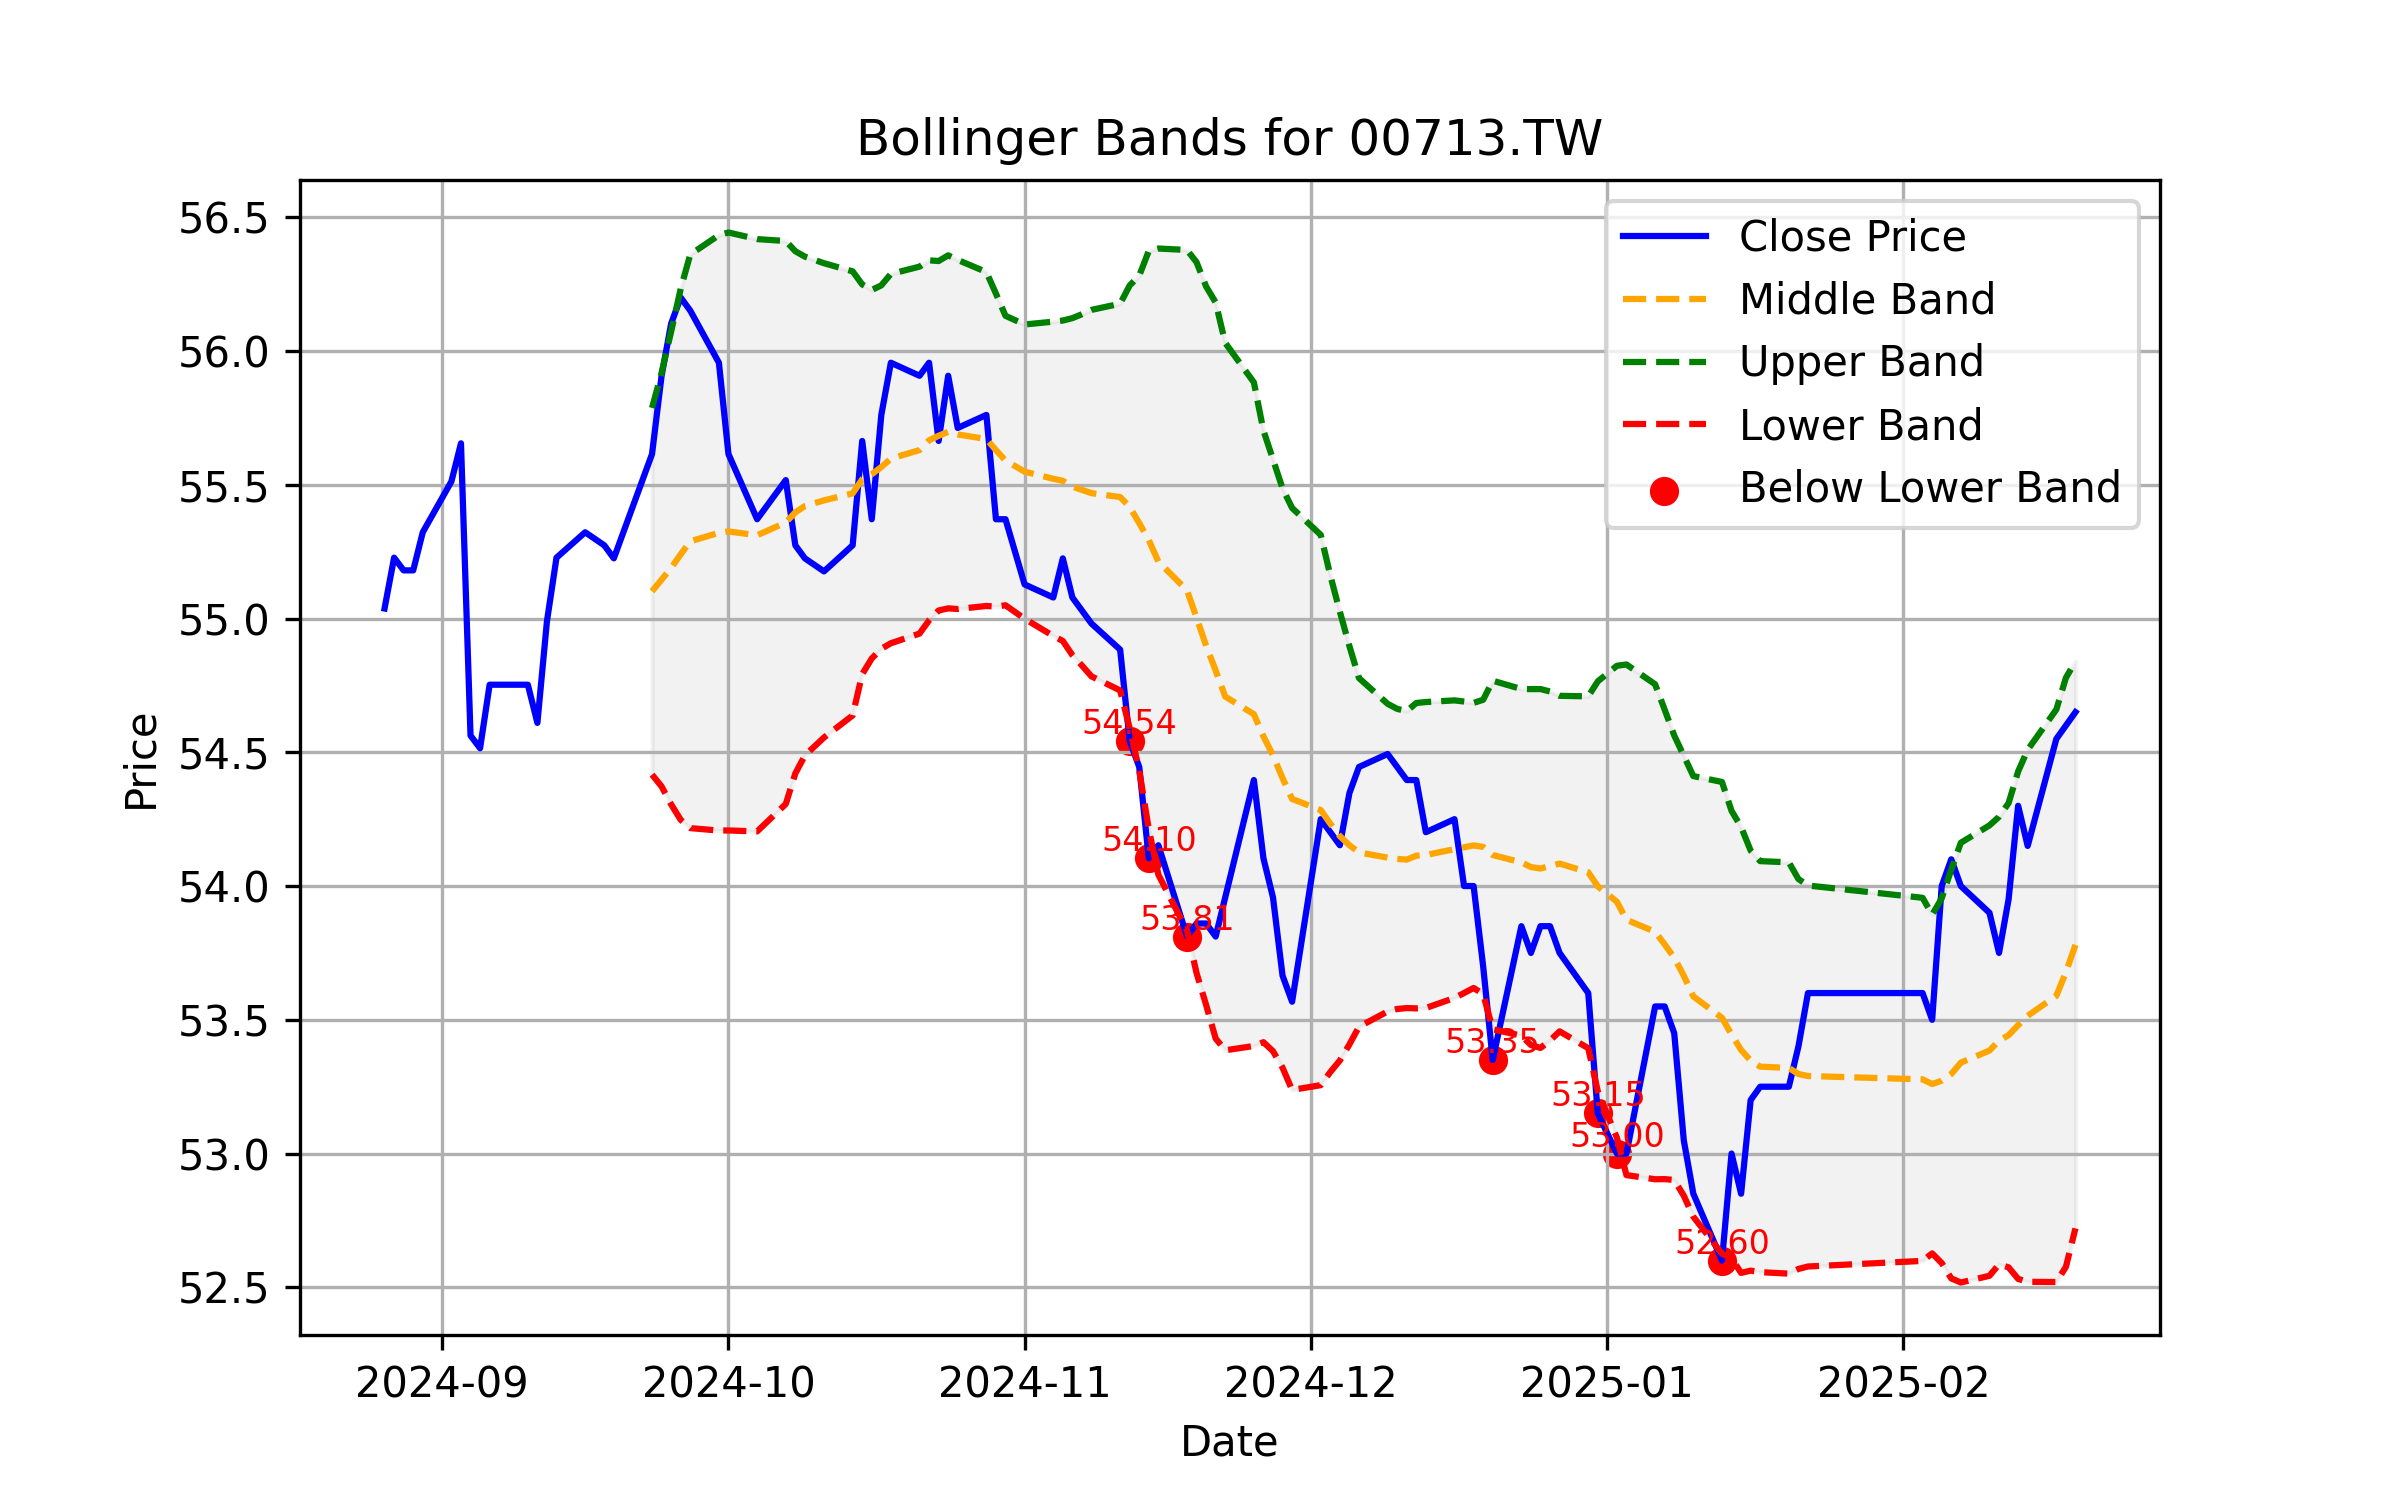 Bollinger Bands for 00713.TW
Close Price
Middle Band
Upper Band
Lower Band
Below Lower Band
Price
56.5
56.0
55.5
55.0
54.5
54.0
53.5
53.0
52.5
54.54
54.10
53.81
53.35
53.15
53.00
52.60
2024-09
2024-10
2024-11
2024-12
2025-01
2025-02
Date